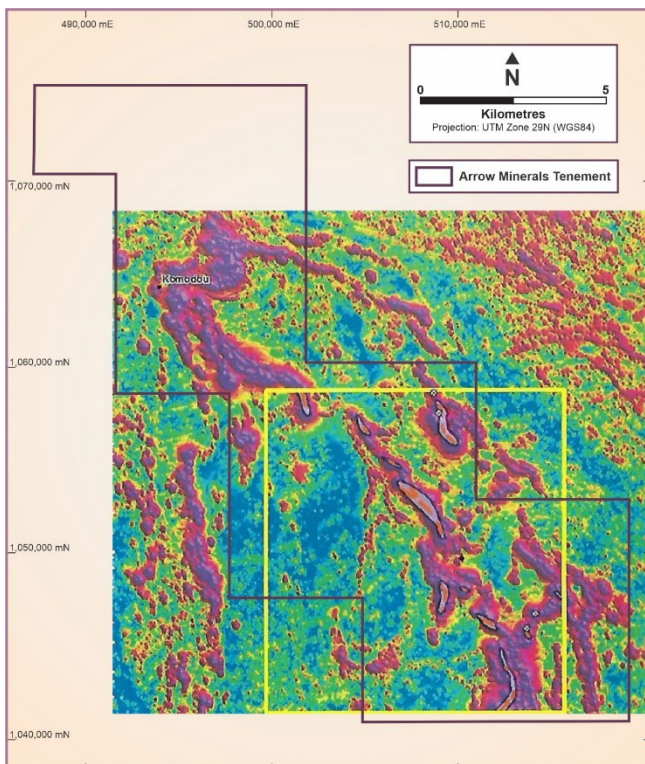 490,000 mE
500,000 mE
510,000 mE
N
0
5
Kilometres
Projection: UTM Zone 29N (WGS84)
Arrow Minerals Tenement
1,070,000 mN
Komodou
1,060,000 mN
1,050,000 mN
1,040,000 mN